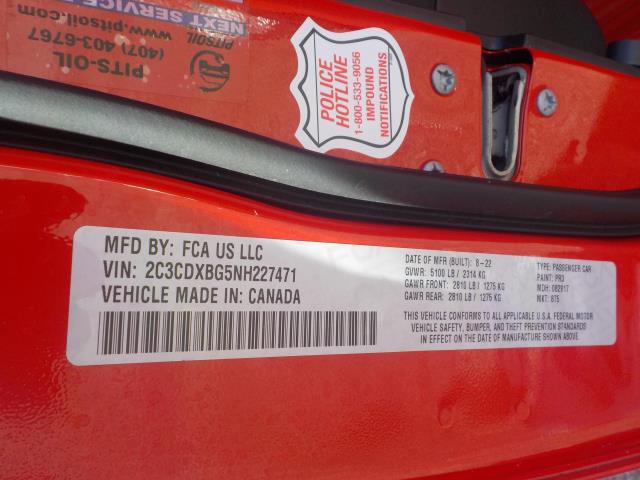 NEXT SERVICE
PITSOIL
(407) 403-6767
PITS-OIL
POLICE
HOTLINE
1-800-533-9056
IMPOUND
NOTIFICATIONS
MFD BY: FCA US LLC
VIN: 2C3CDXBG5NH227471
VEHICLE MADE IN: CANADA
DATE OF MFR (BUILT): 8-22
GVWR: 5100 LB / 2314 KG
GAWR FRONT: 2810 LB / 1275 KG
GAWR REAR: 2810 LB / 1275 KG
TYPE: PASSENGER CAR
PAINT: PR3
MDH: 082917
MKT: 875
THIS VEHICLE CONFORMS TO ALL APPLICABLE U.S.A. FEDERAL MOTOR
VEHICLE SAFETY, BUMPER, AND THEFT PREVENTION STANDARDS
IN EFFECT ON THE DATE OF MANUFACTURE SHOWN ABOVE.